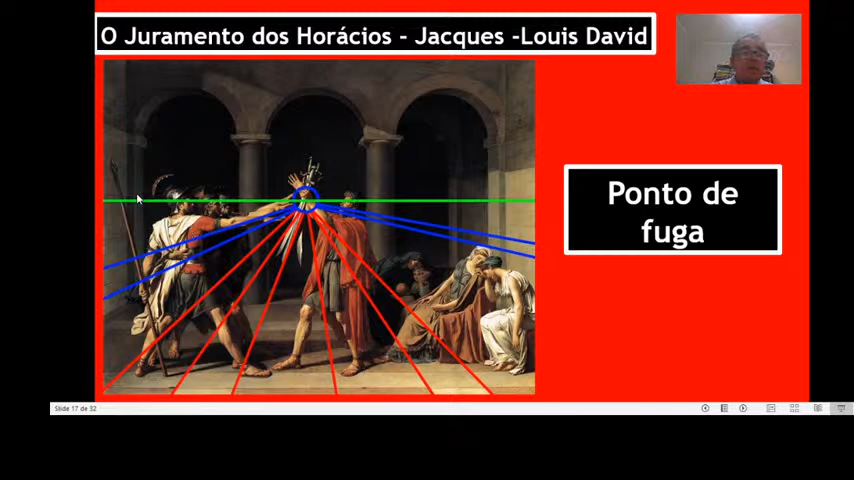 O Juramento dos Horácios - Jacques -Louis David
Ponto de
fuga
Slide 17 de 32